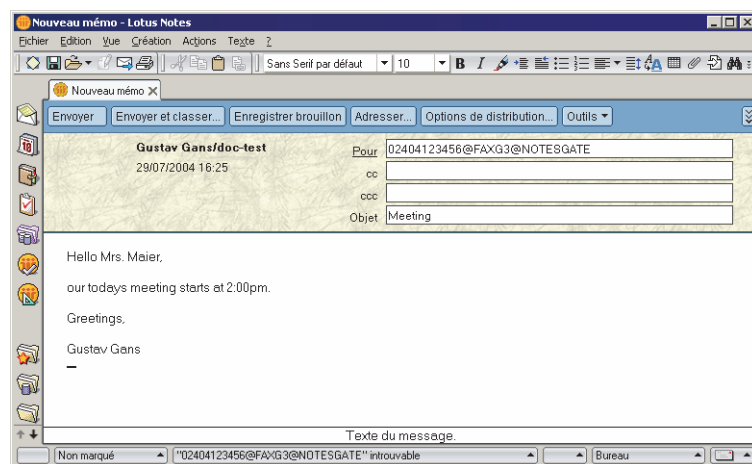 Nouveau mémo - Lotus Notes
Fichier Edition Vue Création Actions Texte ?
Sans Serif par défaut 10 B I
Nouveau mémo
Envoyer Envoyer et classer... Enregistrer brouillon Adresser... Options de distribution... Outils
Gustav Gans/doc-test Pour 02404123456@FAXG3@NOTESGATE
29/07/2004 16:25 cc
ccc
Objet Meeting
Hello Mrs. Maier,
our todays meeting starts at 2:00pm.
Greetings,
Gustav Gans
Texte du message.
Non marqué "02404123456@FAXG3@NOTESGATE" introuvable Bureau